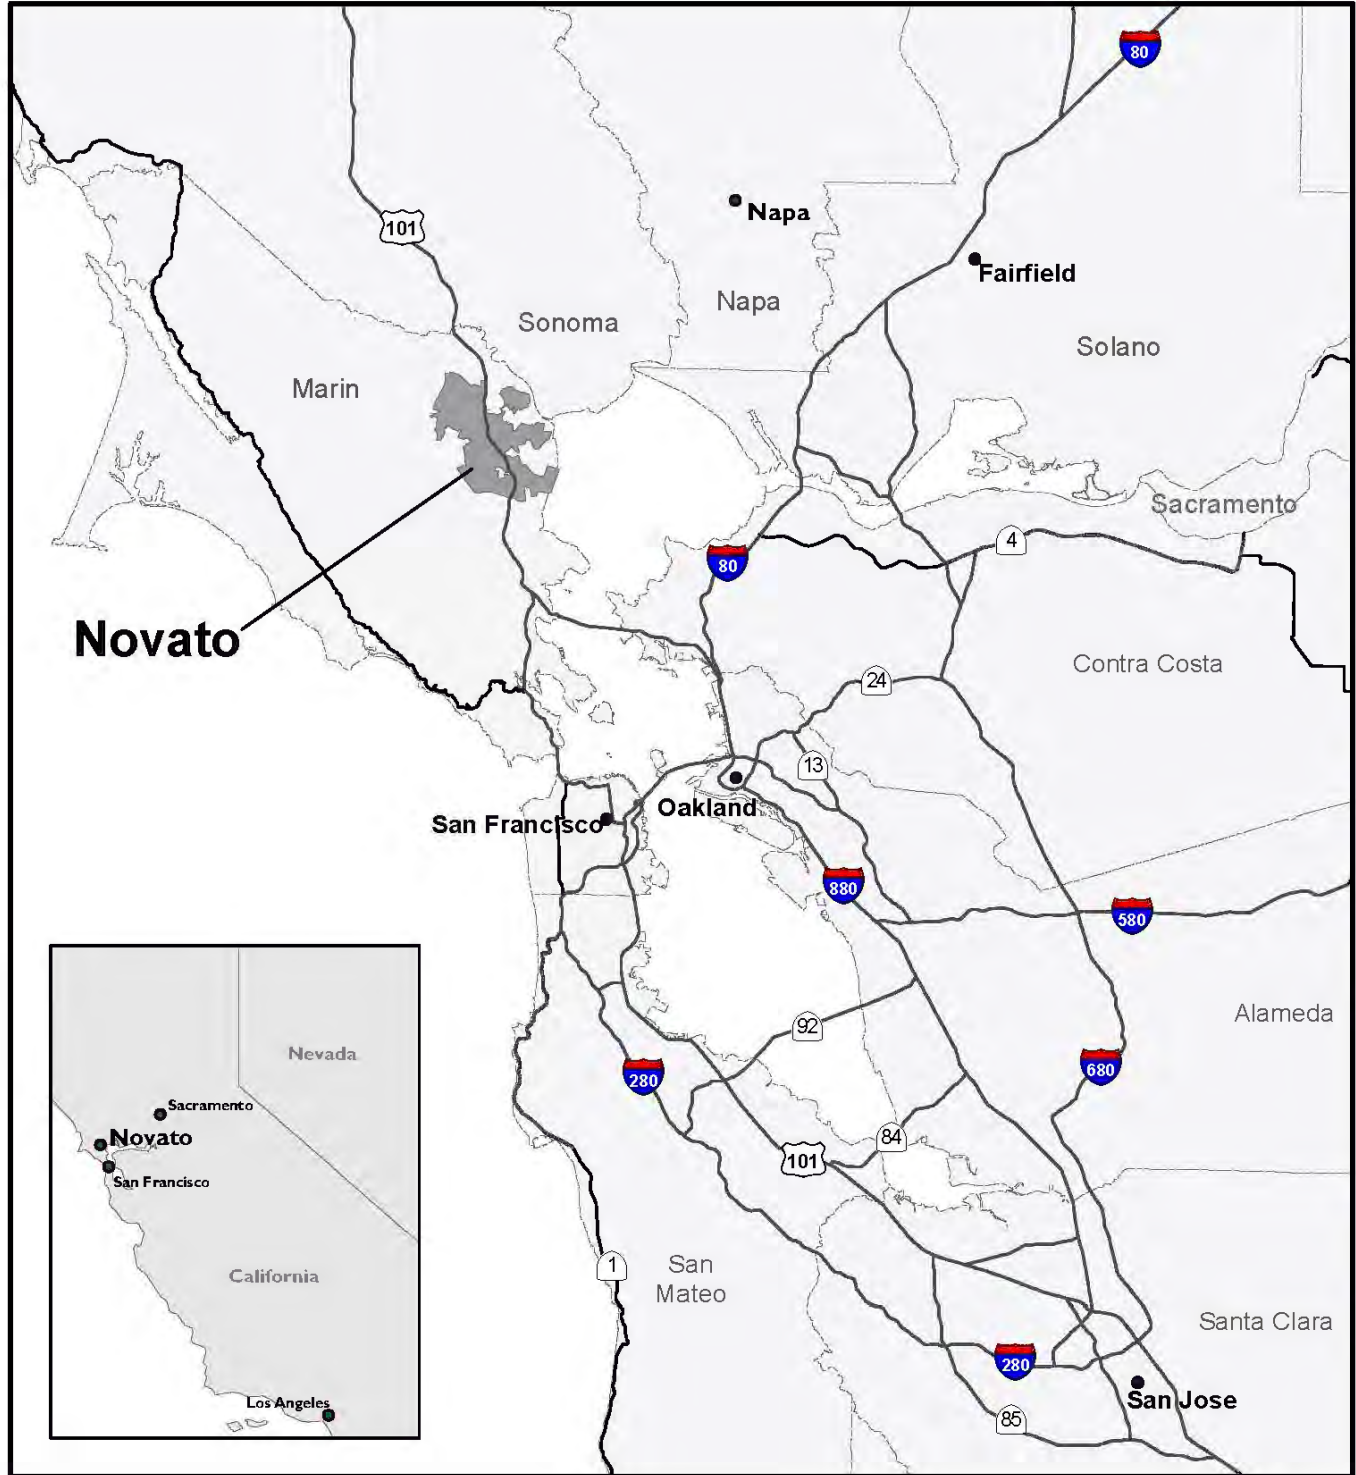 80
101
Napa
Fairfield
Napa
Sonoma
Solano
Marin
Sacramento
4
80
Novato
Contra Costa
24
13
Oakland
San Francisco
880
580
Alameda
92
680
280
84
101
1
San
Mateo
Santa Clara
280
San Jose
85
Nevada
Sacramento
Novato
San Francisco
California
Los Angeles